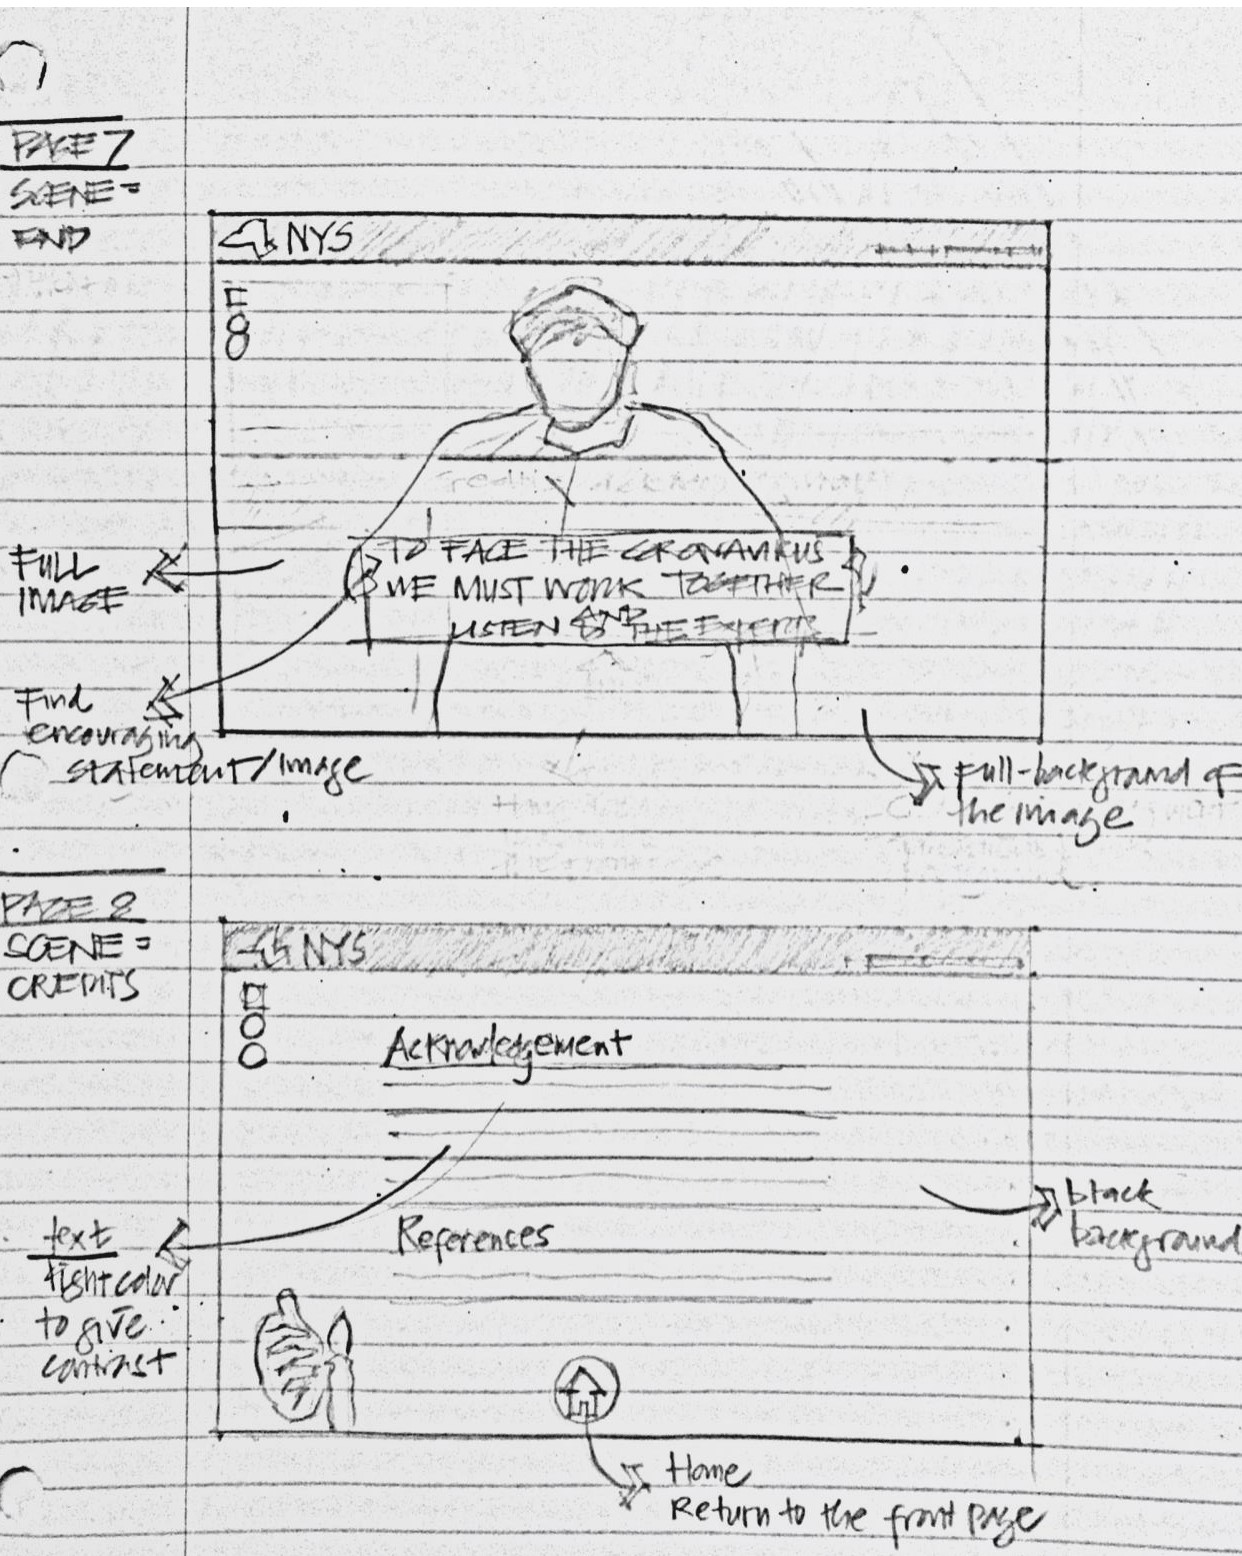 PAGE 7
SCENE =
END
NYS
TO FACE THE CORONAVIRUS
WE MUST WORK TOGETHER
AND
LISTEN TO THE EXPERTS
FULL
IMAGE
Find
encouraging
statement/image
Full-background of
the image
PAGE 8
SCENE =
CREDITS
NYS
Acknowledgement
References
text
light color
to give
contrast
black
background
Home
Return to the front page